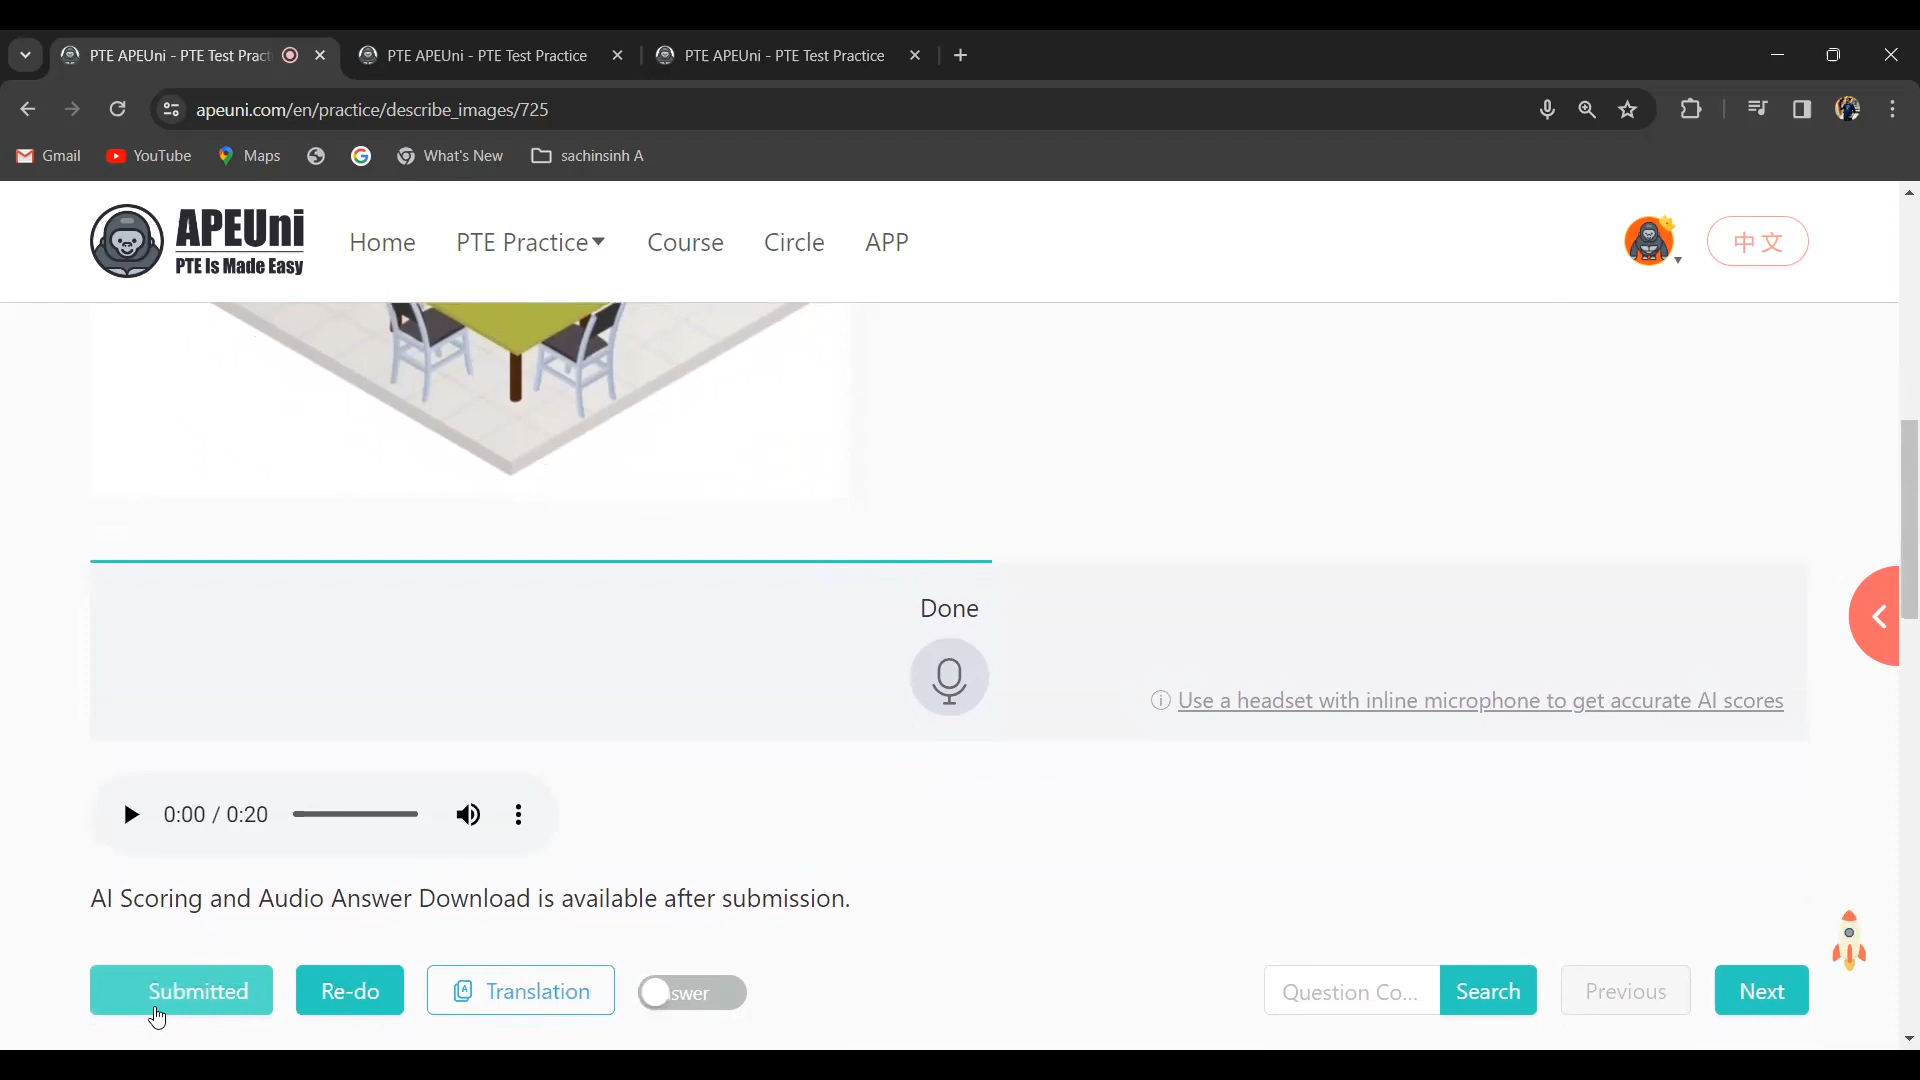 PTE APEUni - PTE Test Practi
PTE APEUni - PTE Test Practice
PTE APEUni - PTE Test Practice
apeuni.com/en/practice/describe_images/725
Gmail
YouTube
Maps
What's New
sachinsinh A
APEUni
PTE Is Made Easy
Home
PTE Practice
Course
Circle
APP
中文
Done
Use a headset with inline microphone to get accurate AI scores
0:00 / 0:20
AI Scoring and Audio Answer Download is available after submission.
Submitted
Re-do
Translation
swer
Question Co...
Search
Previous
Next